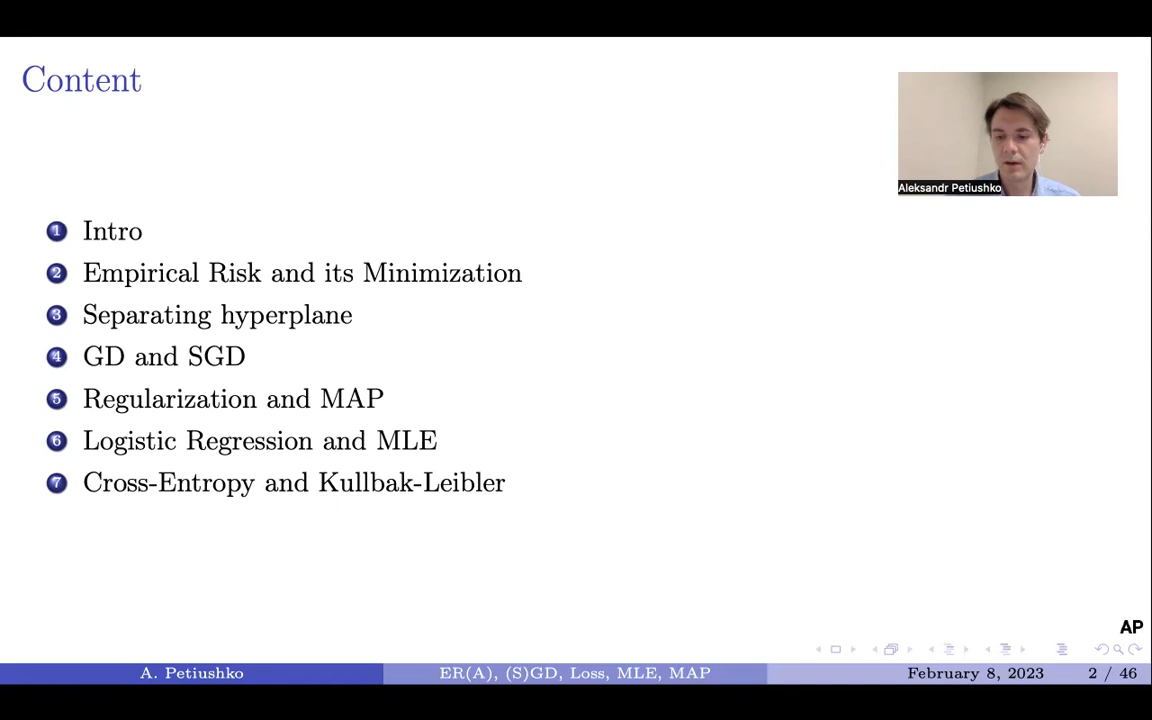 Content
Aleksandr Petiushko
1 Intro
2 Empirical Risk and its Minimization
3 Separating hyperplane
4 GD and SGD
5 Regularization and MAP
6 Logistic Regression and MLE
7 Cross-Entropy and Kullbak-Leibler
AP
A. Petiushko ER(A), (S)GD, Loss, MLE, MAP February 8, 2023 2 / 46